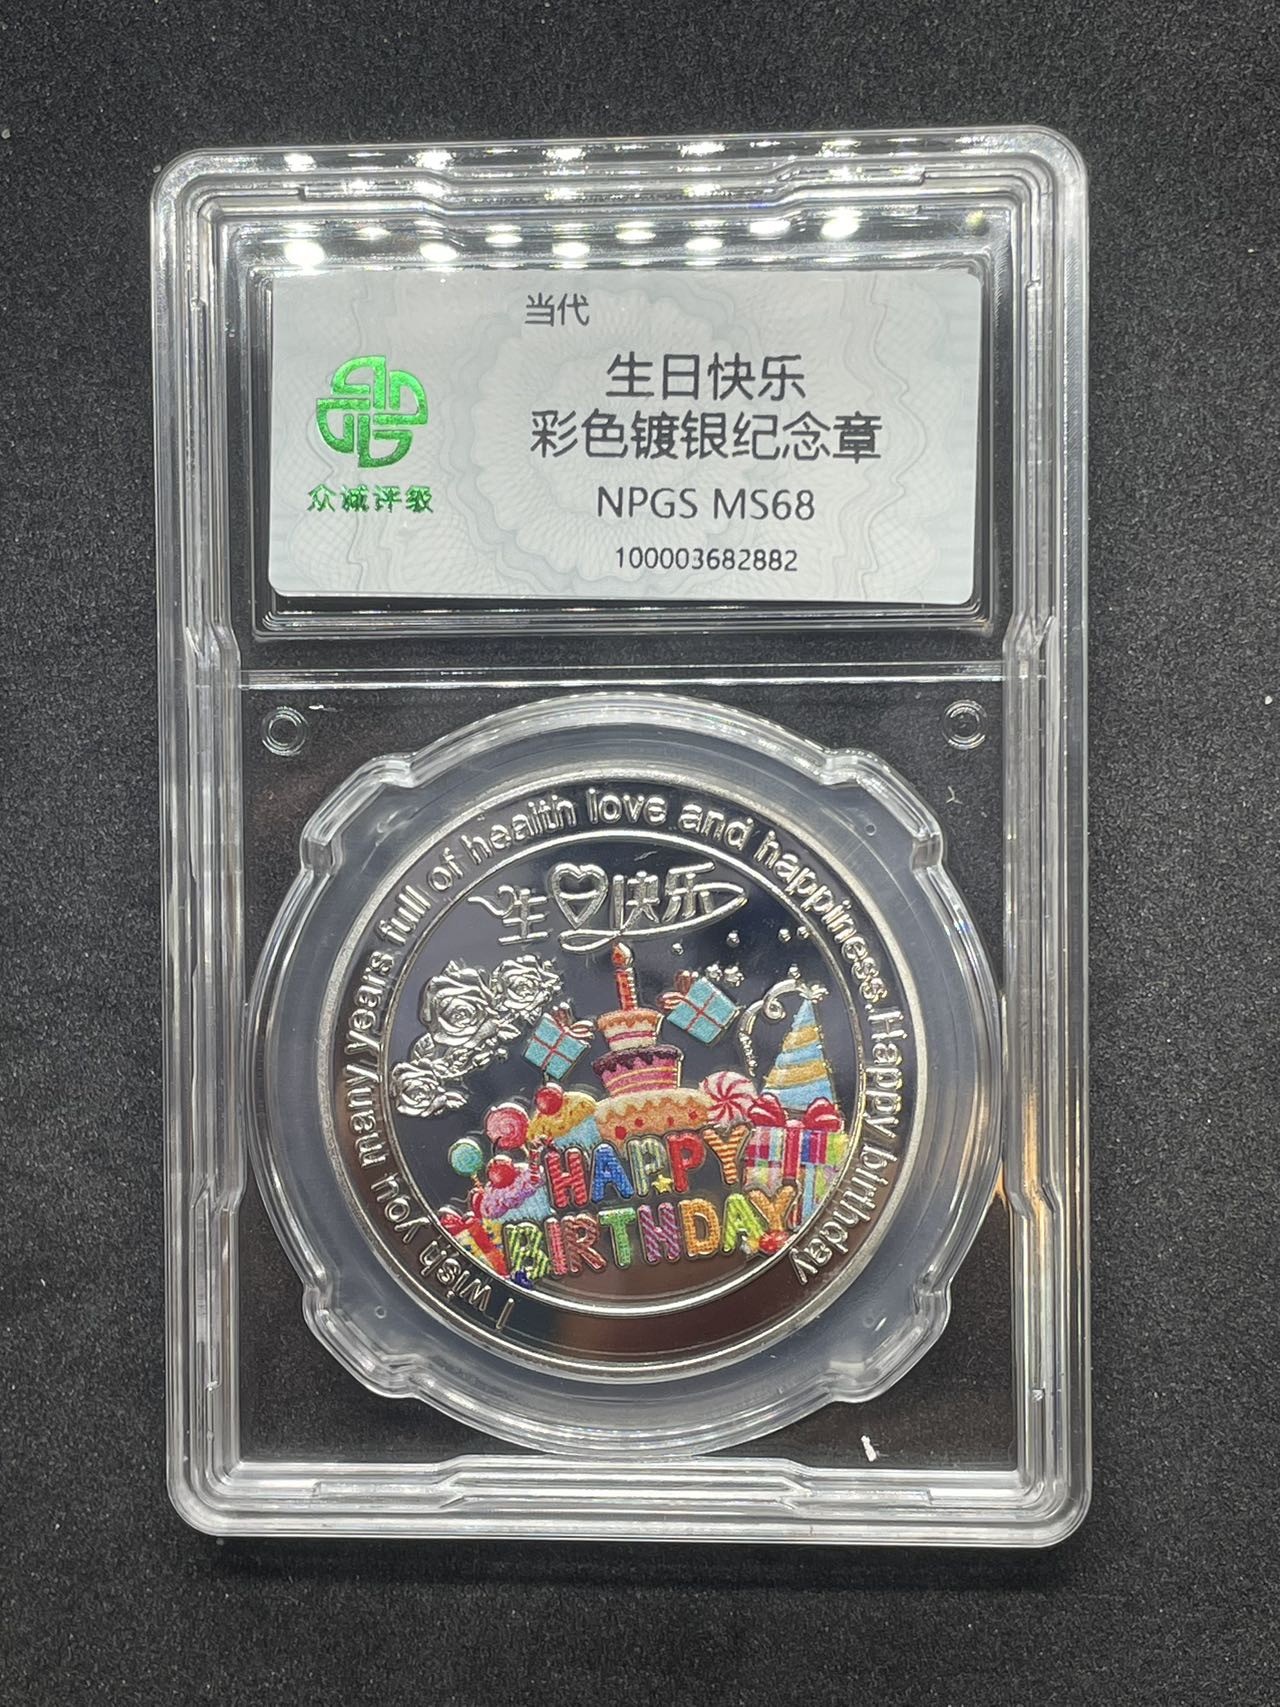 当代
生日快乐
彩色镀银纪念章
NPGS MS68
100003682882
众诚评级
I wish you many years full of health love and happiness.Happy birthday
生日快乐
HAPPY
BIRTHDAY